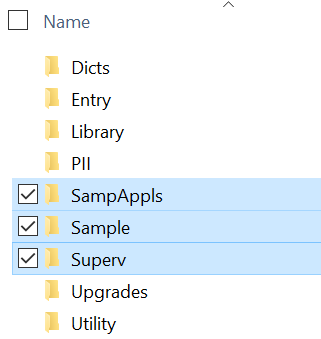 Name
Dicts
Entry
Library
PII
SampAppls
Sample
Superv
Upgrades
Utility